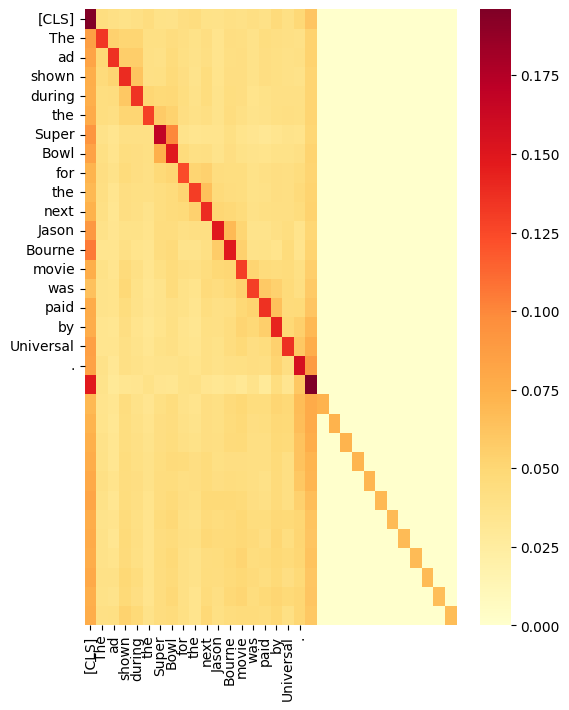 [CLS]
The
ad
shown
during
the
Super
Bowl
for
the
next
Jason
Bourne
movie
was
paid
by
Universal
.
[CLS]
The
ad
shown
during
the
Super
Bowl
for
the
next
Jason
Bourne
movie
was
paid
by
Universal
.
0.175
0.150
0.125
0.100
0.075
0.050
0.025
0.000